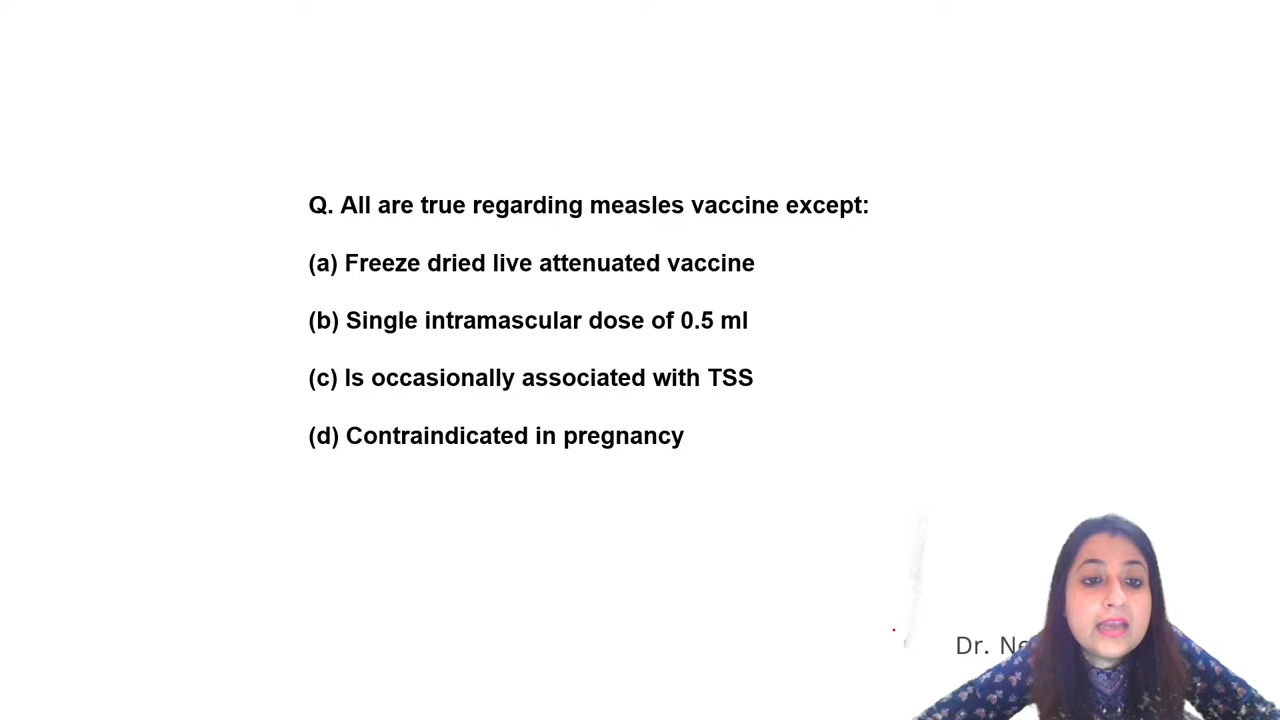 Q. All are true regarding measles vaccine except:
(a) Freeze dried live attenuated vaccine
(b) Single intramascular dose of 0.5 ml
(c) Is occasionally associated with TSS
(d) Contraindicated in pregnancy
Dr.